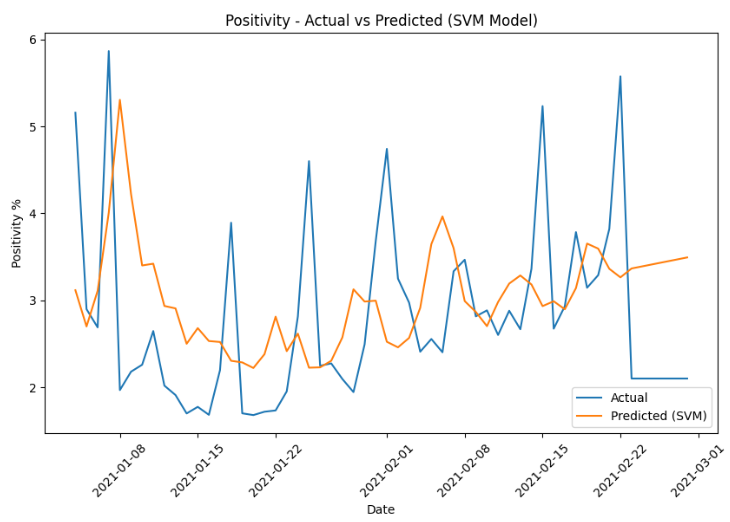 Positivity - Actual vs Predicted (SVM Model)
6
5
4
3
2
Positivity %
2021-01-08
2021-01-15
2021-01-22
2021-02-01
2021-02-08
2021-02-15
2021-02-22
2021-03-01
Date
Actual
Predicted (SVM)